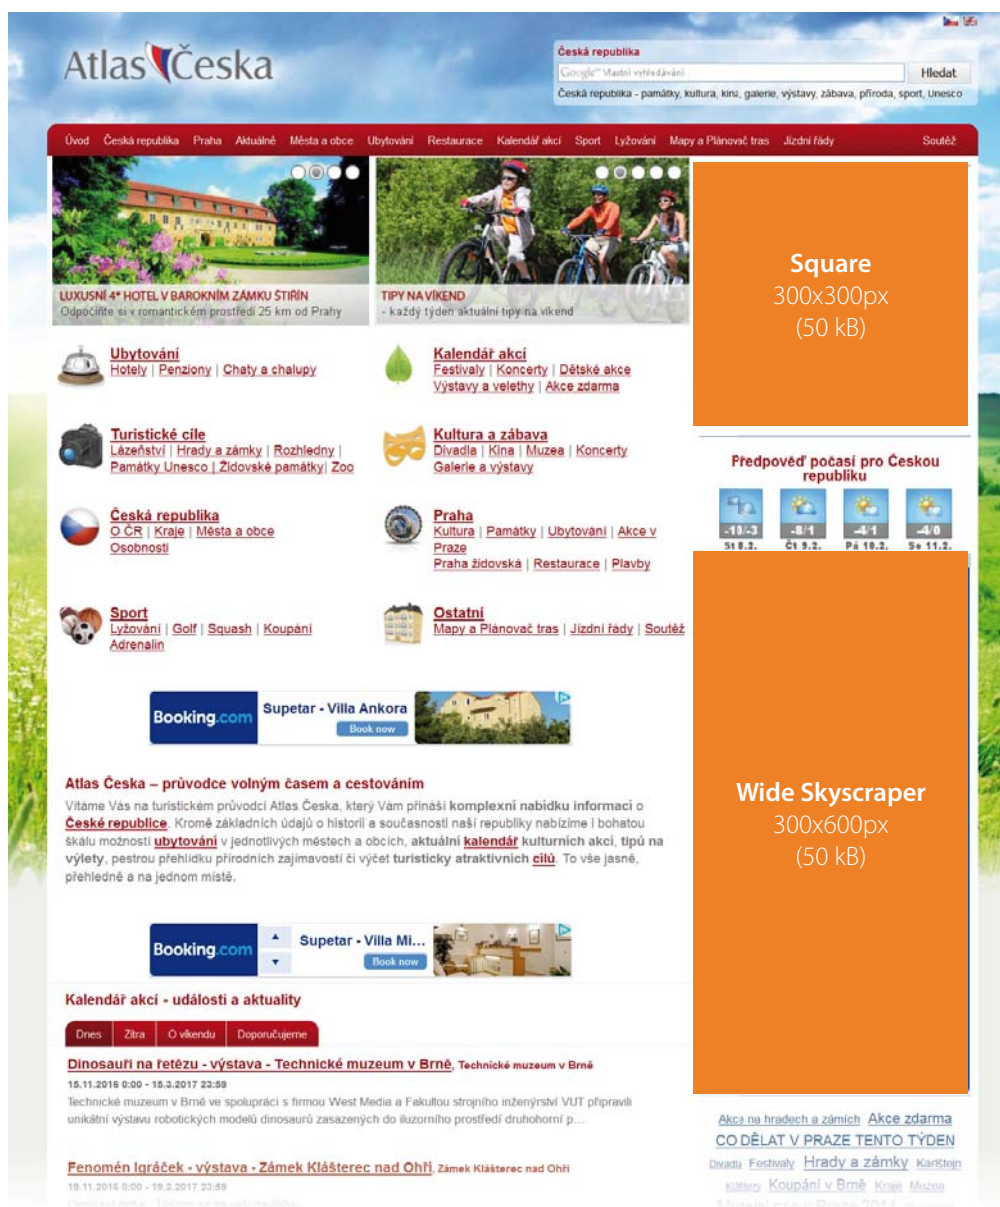 Atlas Česka
Česká republika
Google™ Vlastní vyhledávání
Hledat
Česká republika - památky, kultura, kina, galerie, výstavy, zábava, příroda, sport, Unesco
Úvod Česká republika Praha Aktuálně Města a obce Ubytování Restaurace Kalendář akcí Sport Lyžování Mapy a Plánovač tras Jízdní řády Soutěž
LUXUSNÍ 4* HOTEL V BAROKNÍM ZÁMKU ŠTIŘÍN
Odpočiňte si v romantickém prostředí 25 km od Prahy
TIPY NA VÍKEND
- každý týden aktuální tipy na víkend
Square
300x300px
(50 kB)
Ubytování
Hotely | Penziony | Chaty a chalupy
Kalendář akcí
Festivaly | Koncerty | Dětské akce
Výstavy a velethy | Akce zdarma
Turistické cíle
Lázeňství | Hrady a zámky | Rozhledny |
Památky Unesco | Židovské památky| Zoo
Kultura a zábava
Divadla | Kina | Muzea | Koncerty
Galerie a výstavy
Předpověď počasí pro Českou
republiku
-10/-3 -8/1 -4/1 -4/0
St 8.2. Čt 9.2. Pá 10.2. So 11.2.
Česká republika
O ČR | Kraje | Města a obce
Osobnosti
Praha
Kultura | Památky | Ubytování | Akce v
Praze
Praha židovská | Restaurace | Plavby
Sport
Lyžování | Golf | Squash | Koupání
Adrenalin
Ostatní
Mapy a Plánovač tras | Jízdní řády | Soutěž
Booking.com
Supetar - Villa Ankora
Book now
Wide Skyscraper
300x600px
(50 kB)
Atlas Česka – průvodce volným časem a cestováním
Vítáme Vás na turistickém průvodci Atlas Česka, který Vám přináší komplexní nabídku informací o
České republice. Kromě základních údajů o historii a současnosti naší republiky nabízíme i bohatou
škálu možností ubytování v jednotlivých městech a obcích, aktuální kalendář kulturních akcí, tipů na
výlety, pestrou přehlídku přírodních zajímavostí či výčet turisticky atraktivních cílů. To vše jasně,
přehledně a na jednom místě.
Booking.com
Supetar - Villa Mi...
Book now
Kalendář akcí - události a aktuality
Dnes Zítra O víkendu Doporučujeme
Dinosauři na řetězu - výstava - Technické muzeum v Brně, Technické muzeum v Brně
15.11.2016 0:00 - 15.3.2017 23:59
Technické muzeum v Brně ve spolupráci s firmou West Media a Fakultou strojního inženýrství VUT připravili
unikátní výstavu robotických modelů dinosaurů zasazených do iluzorního prostředí druhohorní p...
Fenomén Igráček - výstava - Zámek Klášterec nad Ohří, Zámek Klášterec nad Ohří
19.11.2016 0:00 - 19.2.2017 23:59
Akce na hradech a zámích Akce zdarma
CO DĚLAT V PRAZE TENTO TÝDEN
Divadla Festivaly Hrady a zámky Karlštejn
Kláštery Koupání v Brně Kraje Muzea
Muzejní noc v Praze 2014